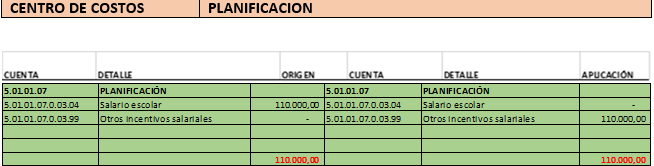 CENTRO DE COSTOS PLANIFICACION
CUENTA DETALLE ORIGEN CUENTA DETALLE APLICACIÓN
5.01.01.07 PLANIFICACIÓN 5.01.01.07 PLANIFICACIÓN
5.01.01.07.0.03.04 Salario escolar 110.000,00 5.01.01.07.0.03.04 Salario escolar -
5.01.01.07.0.03.99 Otros incentivos salariales - 5.01.01.07.0.03.99 Otros incentivos salariales 110.000,00
110.000,00 110.000,00